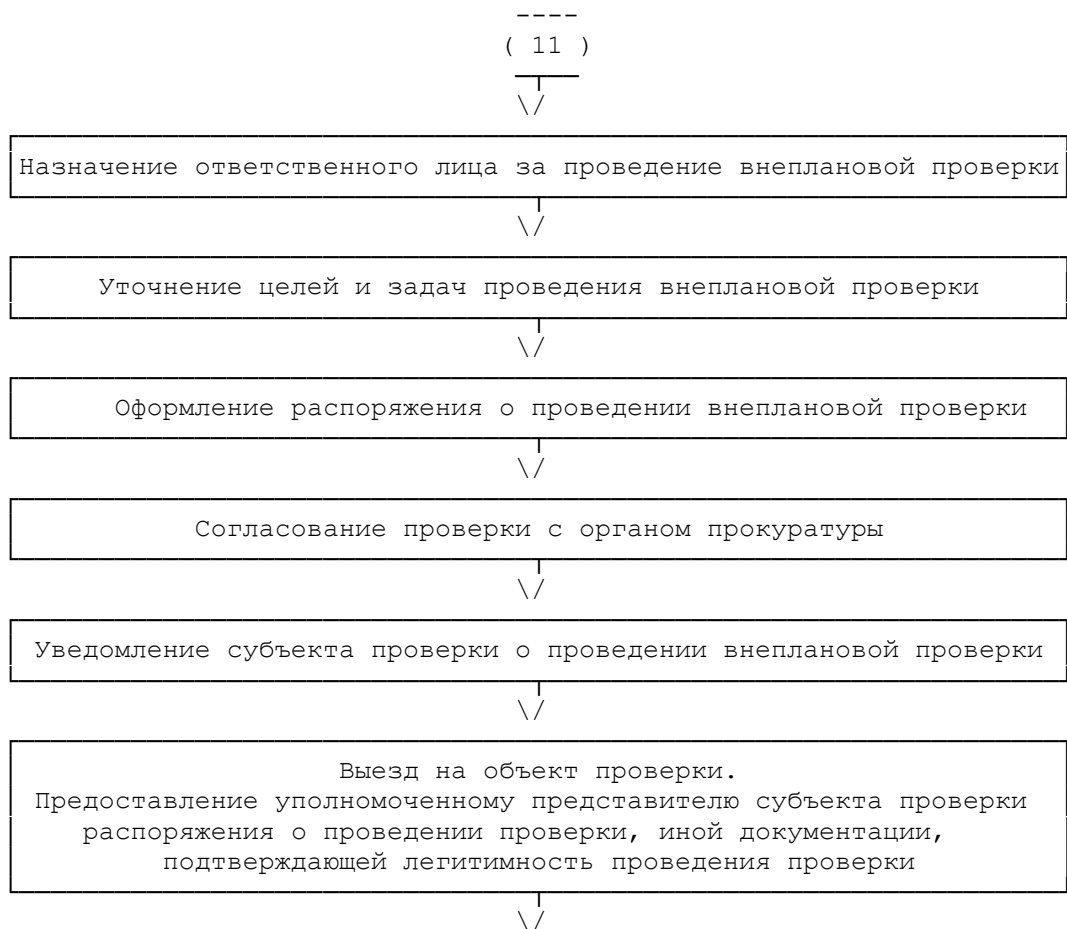 ( 11 )
Назначение ответственного лица за проведение внеплановой проверки
Уточнение целей и задач проведения внеплановой проверки
Оформление распоряжения о проведении внеплановой проверки
Согласование проверки с органом прокуратуры
Уведомление субъекта проверки о проведении внеплановой проверки
Выезд на объект проверки.
Предоставление уполномоченному представителю субъекта проверки
распоряжения о проведении проверки, иной документации,
подтверждающей легитимность проведения проверки